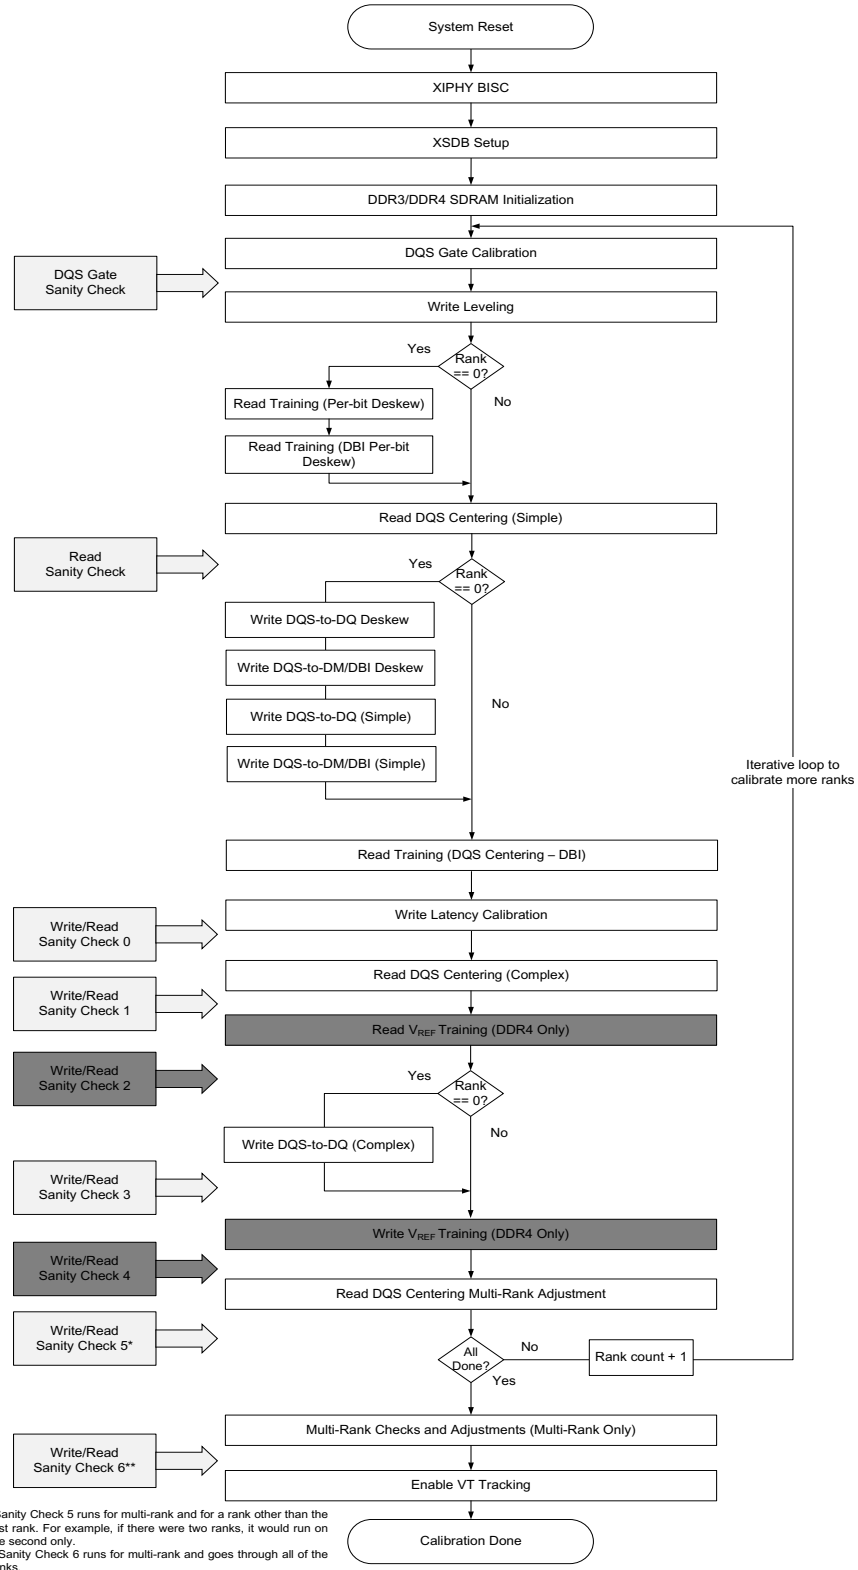 System Reset
XIPHY BISC
XSDB Setup
DDR3/DDR4 SDRAM Initialization
DQS Gate Calibration
DQS Gate
Sanity Check
Write Leveling
Yes
Rank
== 0?
No
Read Training (Per-bit Deskew)
Read Training (DBI Per-bit
Deskew)
Read DQS Centering (Simple)
Read
Sanity Check
Yes
Rank
== 0?
Write DQS-to-DQ Deskew
Write DQS-to-DM/DBI Deskew
No
Write DQS-to-DQ (Simple)
Write DQS-to-DM/DBI (Simple)
Iterative loop to
calibrate more ranks
Read Training (DQS Centering – DBI)
Write Latency Calibration
Write/Read
Sanity Check 0
Read DQS Centering (Complex)
Write/Read
Sanity Check 1
Read VREF Training (DDR4 Only)
Write/Read
Sanity Check 2
Yes
Rank
== 0?
No
Write DQS-to-DQ (Complex)
Write/Read
Sanity Check 3
Write VREF Training (DDR4 Only)
Write/Read
Sanity Check 4
Read DQS Centering Multi-Rank Adjustment
Write/Read
Sanity Check 5*
All
Done?
No
Rank count + 1
Yes
Multi-Rank Checks and Adjustments (Multi-Rank Only)
Write/Read
Sanity Check 6**
Enable VT Tracking
Sanity Check 5 runs for multi-rank and for a rank other than the
rank. For example, if there were two ranks, it would run on
second only.
Sanity Check 6 runs for multi-rank and goes through all of the
Calibration Done